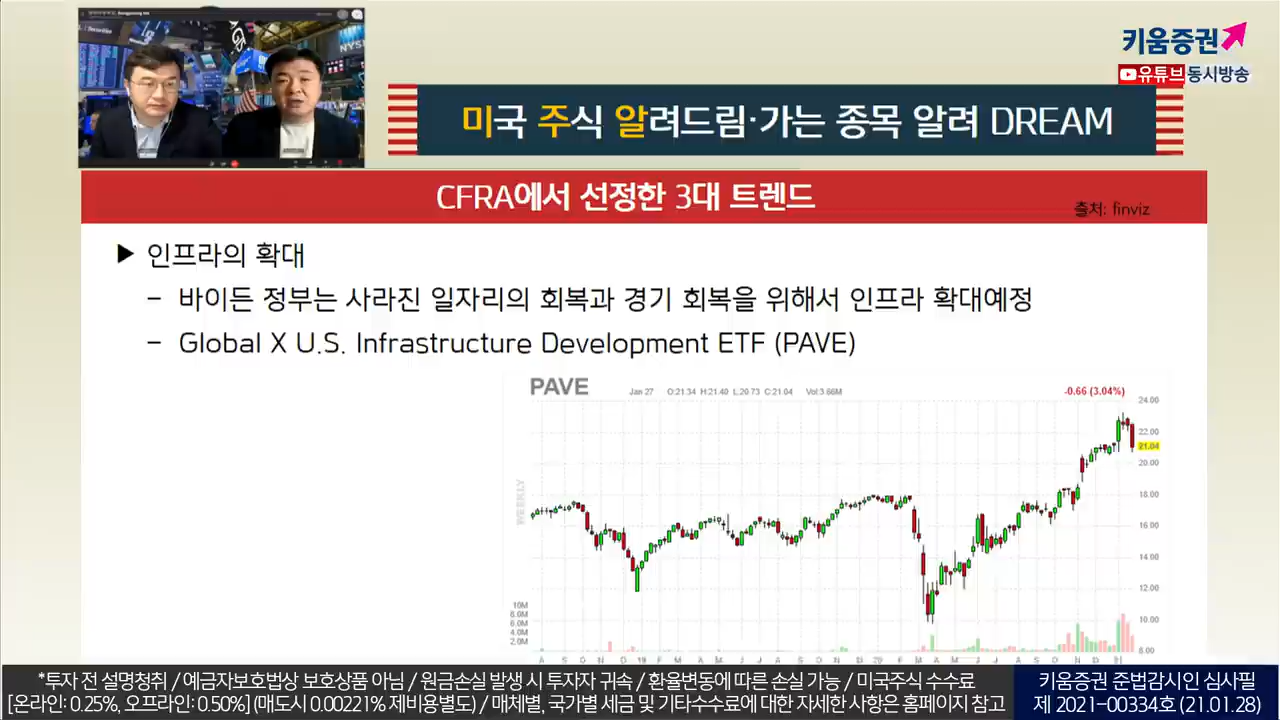 키움증권
유튜브 동시방송
NYSE
미국 주식 알려드림·가는 종목 알려 DREAM
CFRA에서 선정한 3대 트렌드
출처: finviz
▶ 인프라의 확대
– 바이든 정부는 사라진 일자리의 회복과 경기 회복을 위해서 인프라 확대예정
– Global X U.S. Infrastructure Development ETF (PAVE)
PAVE Jan 27 O:21.34 H:21.40 L:20.73 C:21.04 Vol:3.66M -0.66 (3.04%)
24.00
22.00
21.04
20.00
18.00
16.00
14.00
12.00
10.00
8.00
WEEKLY
10M
8.0M
6.0M
4.0M
2.0M
A S O N D 19 F M A M J J A S O N D 20 F M A M J J A S O N D 21
*투자 전 설명청취 / 예금자보호법상 보호상품 아님 / 원금손실 발생 시 투자자 귀속 / 환율변동에 따른 손실 가능 / 미국주식 수수료
[온라인: 0.25%, 오프라인: 0.50%] (매도시 0.00221% 제비용별도) / 매체별, 국가별 세금 및 기타수수료에 대한 자세한 사항은 홈페이지 참고
키움증권 준법감시인 심사필
제 2021-00334호 (21.01.28)